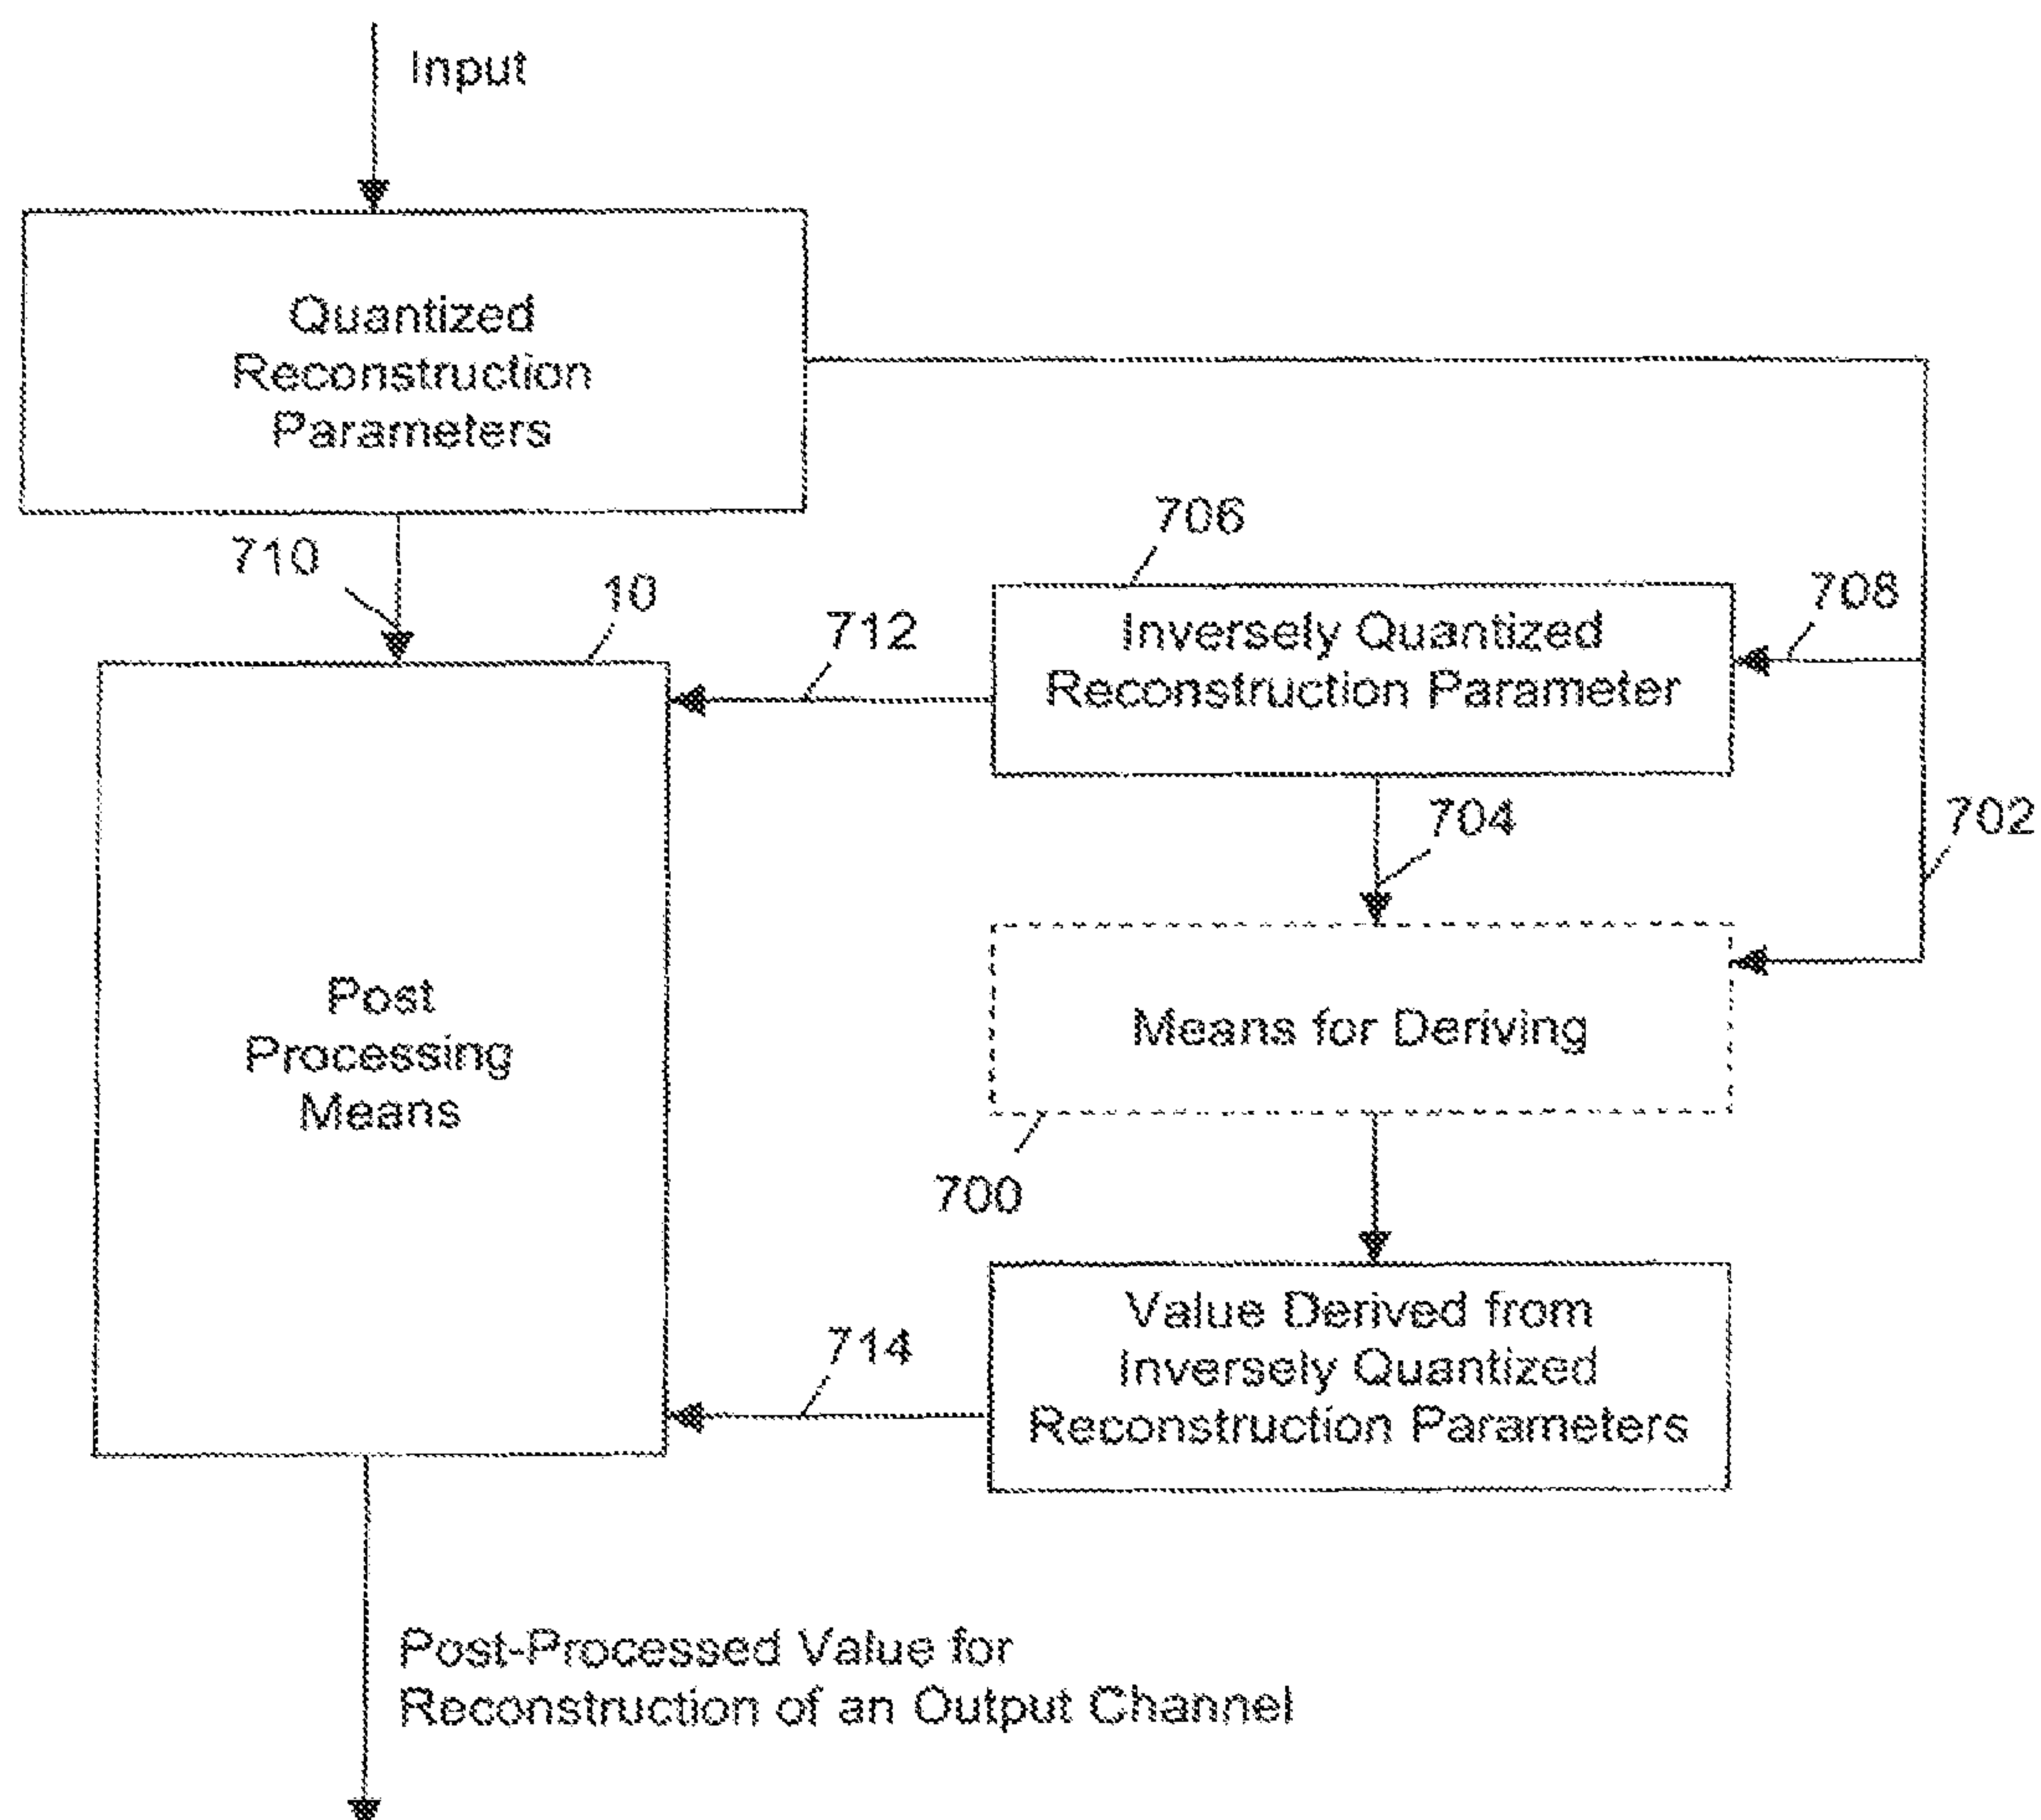 Input
Quantized
Reconstruction
Parameters
710
10
706
708
712
Inversely Quantized
Reconstruction Parameter
704
702
Post
Processing
Means
Means for Deriving
700
714
Value Derived from
Inversely Quantized
Reconstruction Parameters
Post-Processed Value for
Reconstruction of an Output Channel